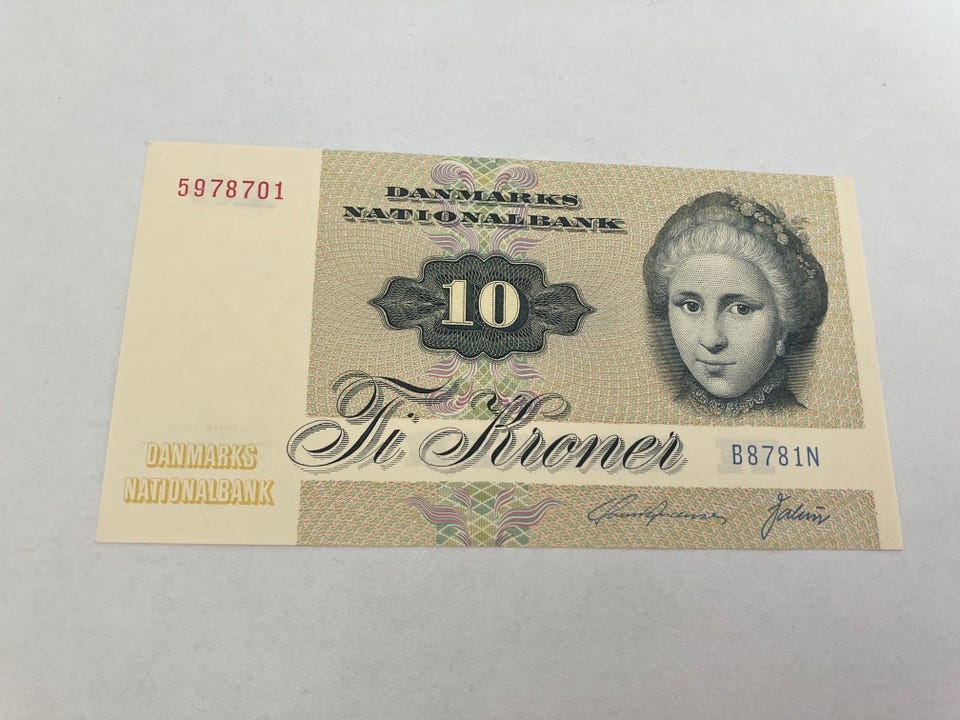 5978701
DANMARKS
NATIONALBANK
10
Ti Kroner
B8781N
DANMARKS
NATIONALBANK